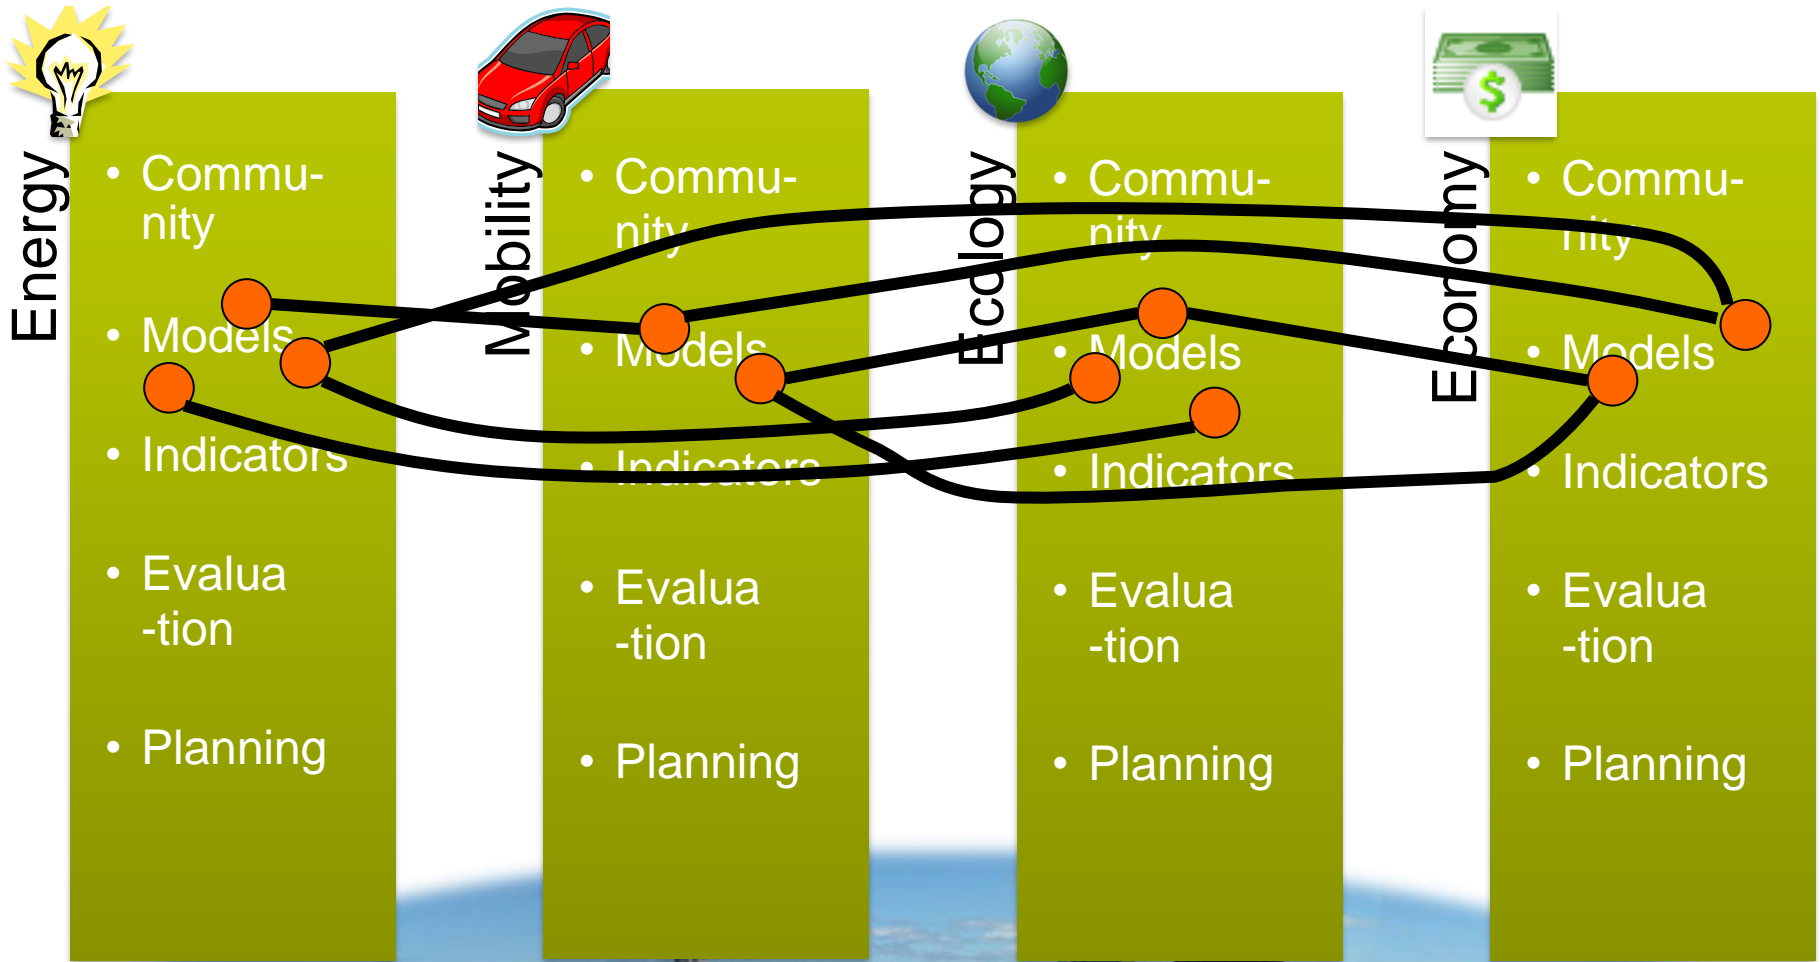 Energy
• Commu-
nity
• Models
• Indicators
• Evalua
-tion
• Planning
Mobility
• Commu-
nity
• Models
• Indicators
• Evalua
-tion
• Planning
Ecology
• Commu-
nity
• Models
• Indicators
• Evalua
-tion
• Planning
Economy
$
• Commu-
nity
• Models
• Indicators
• Evalua
-tion
• Planning